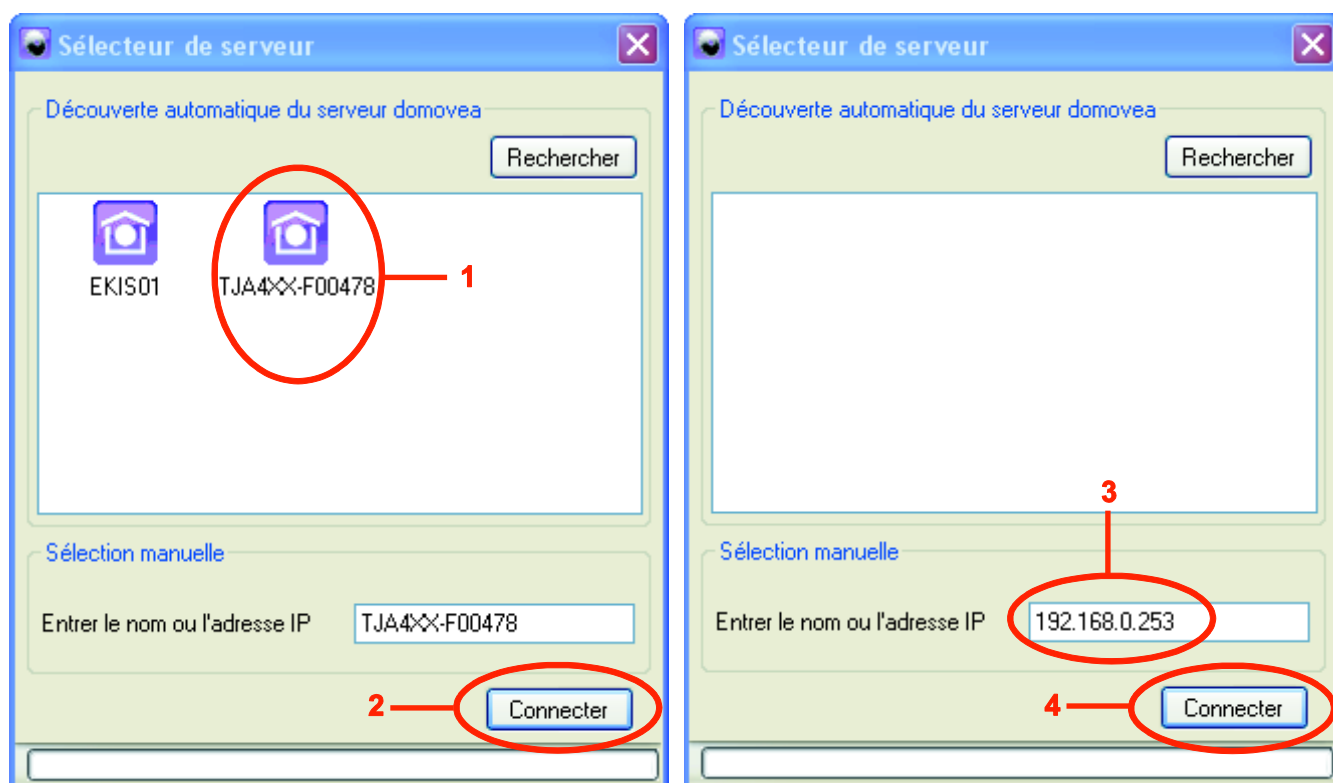 Sélecteur de serveur
Découverte automatique du serveur domovea
Rechercher
EKIS01
TJA4XX-F00478
1
Sélection manuelle
Entrer le nom ou l'adresse IP
TJA4XX-F00478
2
Connecter
Sélecteur de serveur
Découverte automatique du serveur domovea
Rechercher
3
Sélection manuelle
Entrer le nom ou l'adresse IP
192.168.0.253
4
Connecter